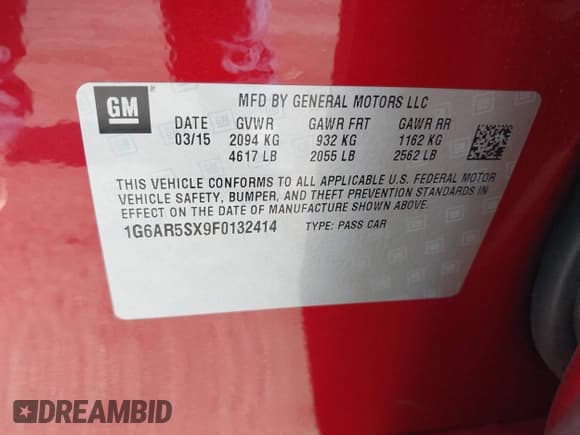 GM
MFD BY GENERAL MOTORS LLC
DATE GVWR GAWR FRT GAWR RR
03/15 2094 KG 932 KG 1162 KG
4617 LB 2055 LB 2562 LB
THIS VEHICLE CONFORMS TO ALL APPLICABLE U.S. FEDERAL MOTOR
VEHICLE SAFETY, BUMPER, AND THEFT PREVENTION STANDARDS IN
EFFECT ON THE DATE OF MANUFACTURE SHOWN ABOVE.
1G6AR5SX9F0132414 TYPE: PASS CAR
DREAMBID